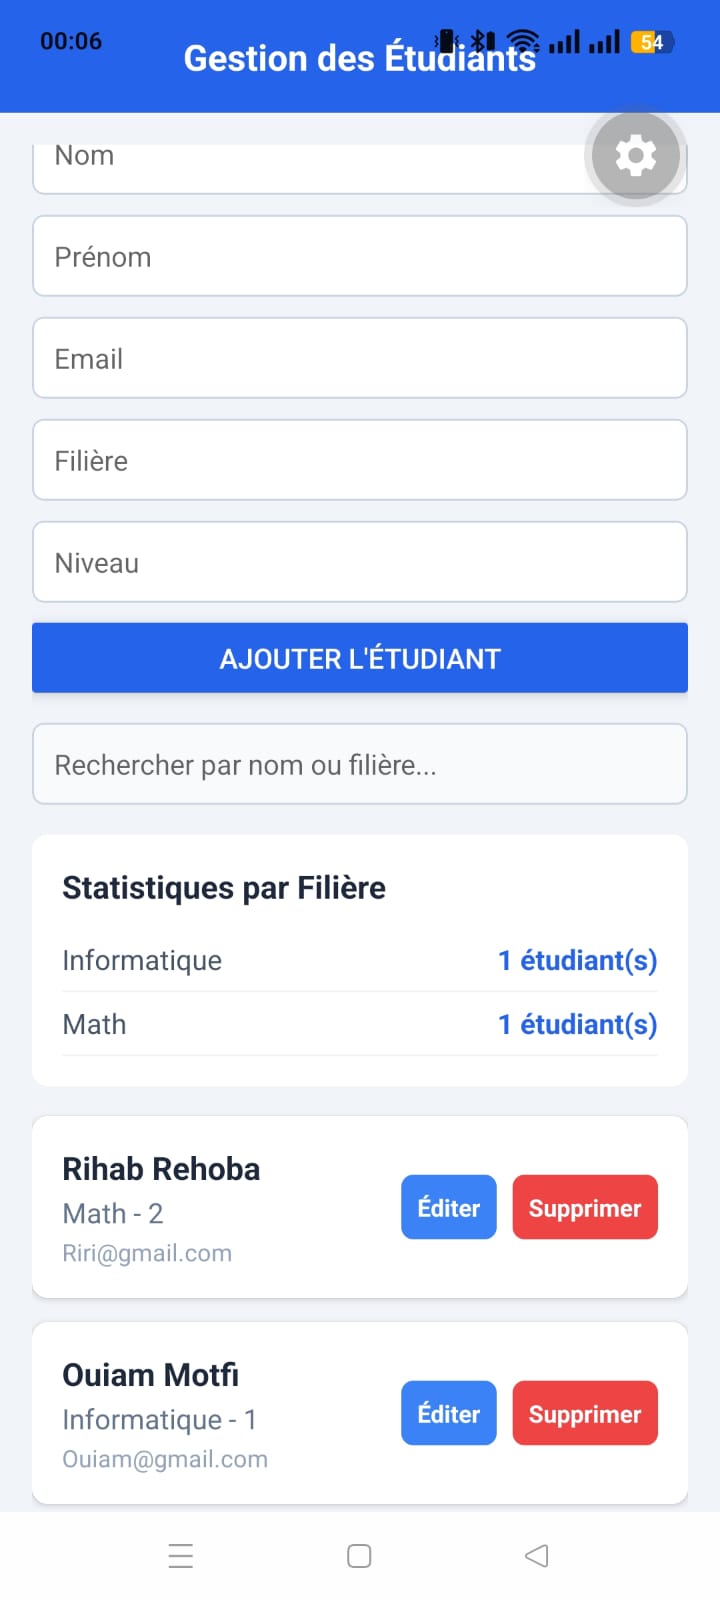 00:06
54
Gestion des Étudiants
Nom
Prénom
Email
Filière
Niveau
AJOUTER L'ÉTUDIANT
Rechercher par nom ou filière...
Statistiques par Filière
Informatique 1 étudiant(s)
Math 1 étudiant(s)
Rihab Rehoba
Math - 2
Riri@gmail.com
Éditer Supprimer
Ouiam Motfi
Informatique - 1
Ouiam@gmail.com
Éditer Supprimer